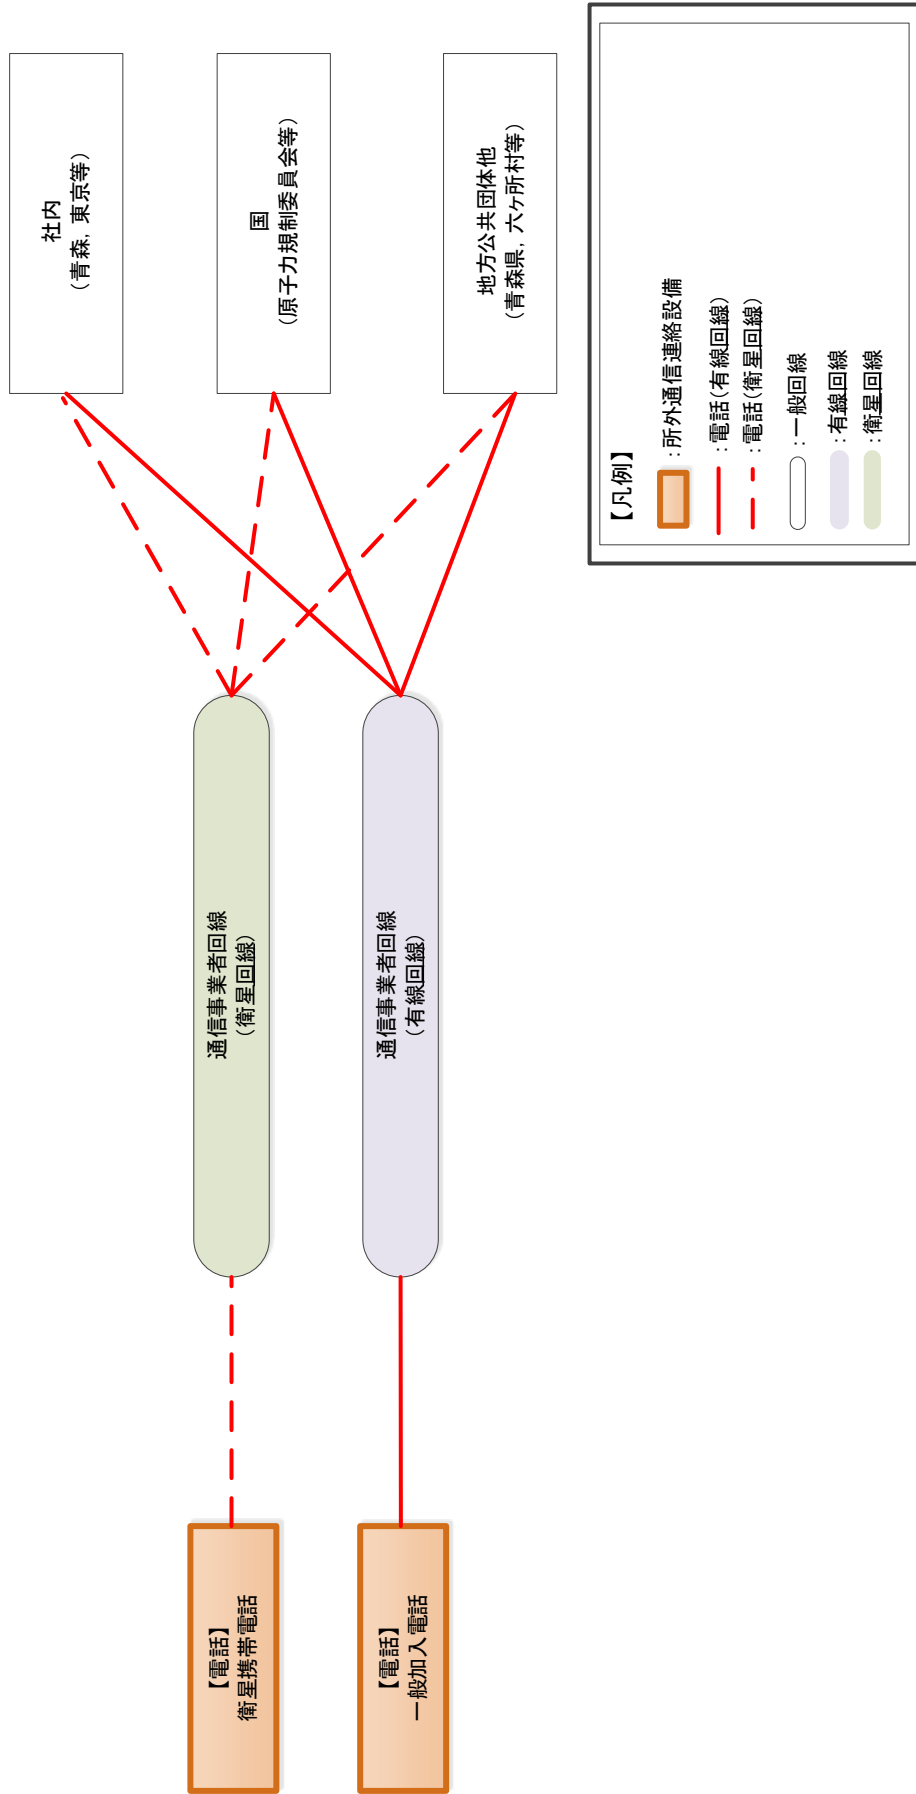 社内
（青森，東京等）
国
（原子力規制委員会等）
地方公共団体他
（青森県，六ヶ所村等）
通信事業者回線
（衛星回線）
通信事業者回線
（有線回線）
【電話】
衛星携帯電話
【電話】
一般加入電話
【凡例】
：所外通信連絡設備
：電話（有線回線）
：電話（衛星回線）
：一般回線
：有線回線
：衛星回線